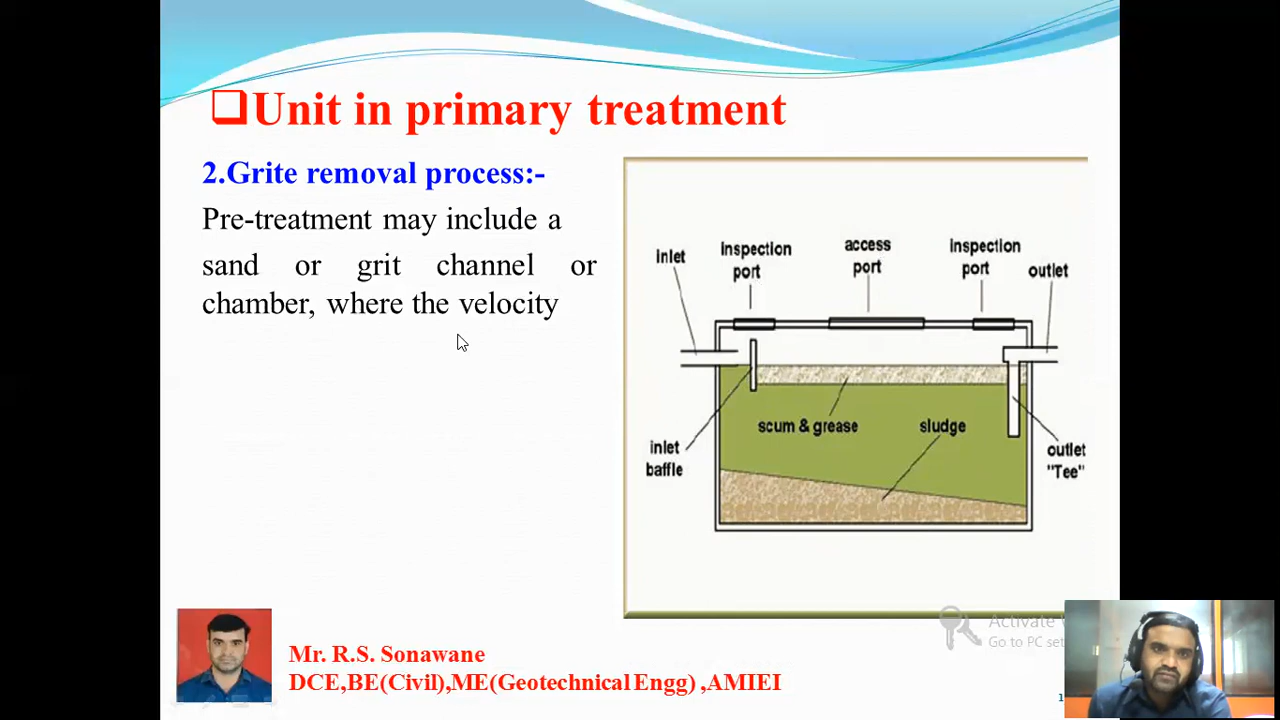 ❑Unit in primary treatment
2.Grite removal process:-
Pre-treatment may include a
sand or grit channel or
chamber, where the velocity
inlet
inspection
port
access
port
inspection
port
outlet
scum & grease
sludge
inlet
baffle
outlet
"Tee"
Mr. R.S. Sonawane
DCE,BE(Civil),ME(Geotechnical Engg) ,AMIEI
Activate
Go to PC set